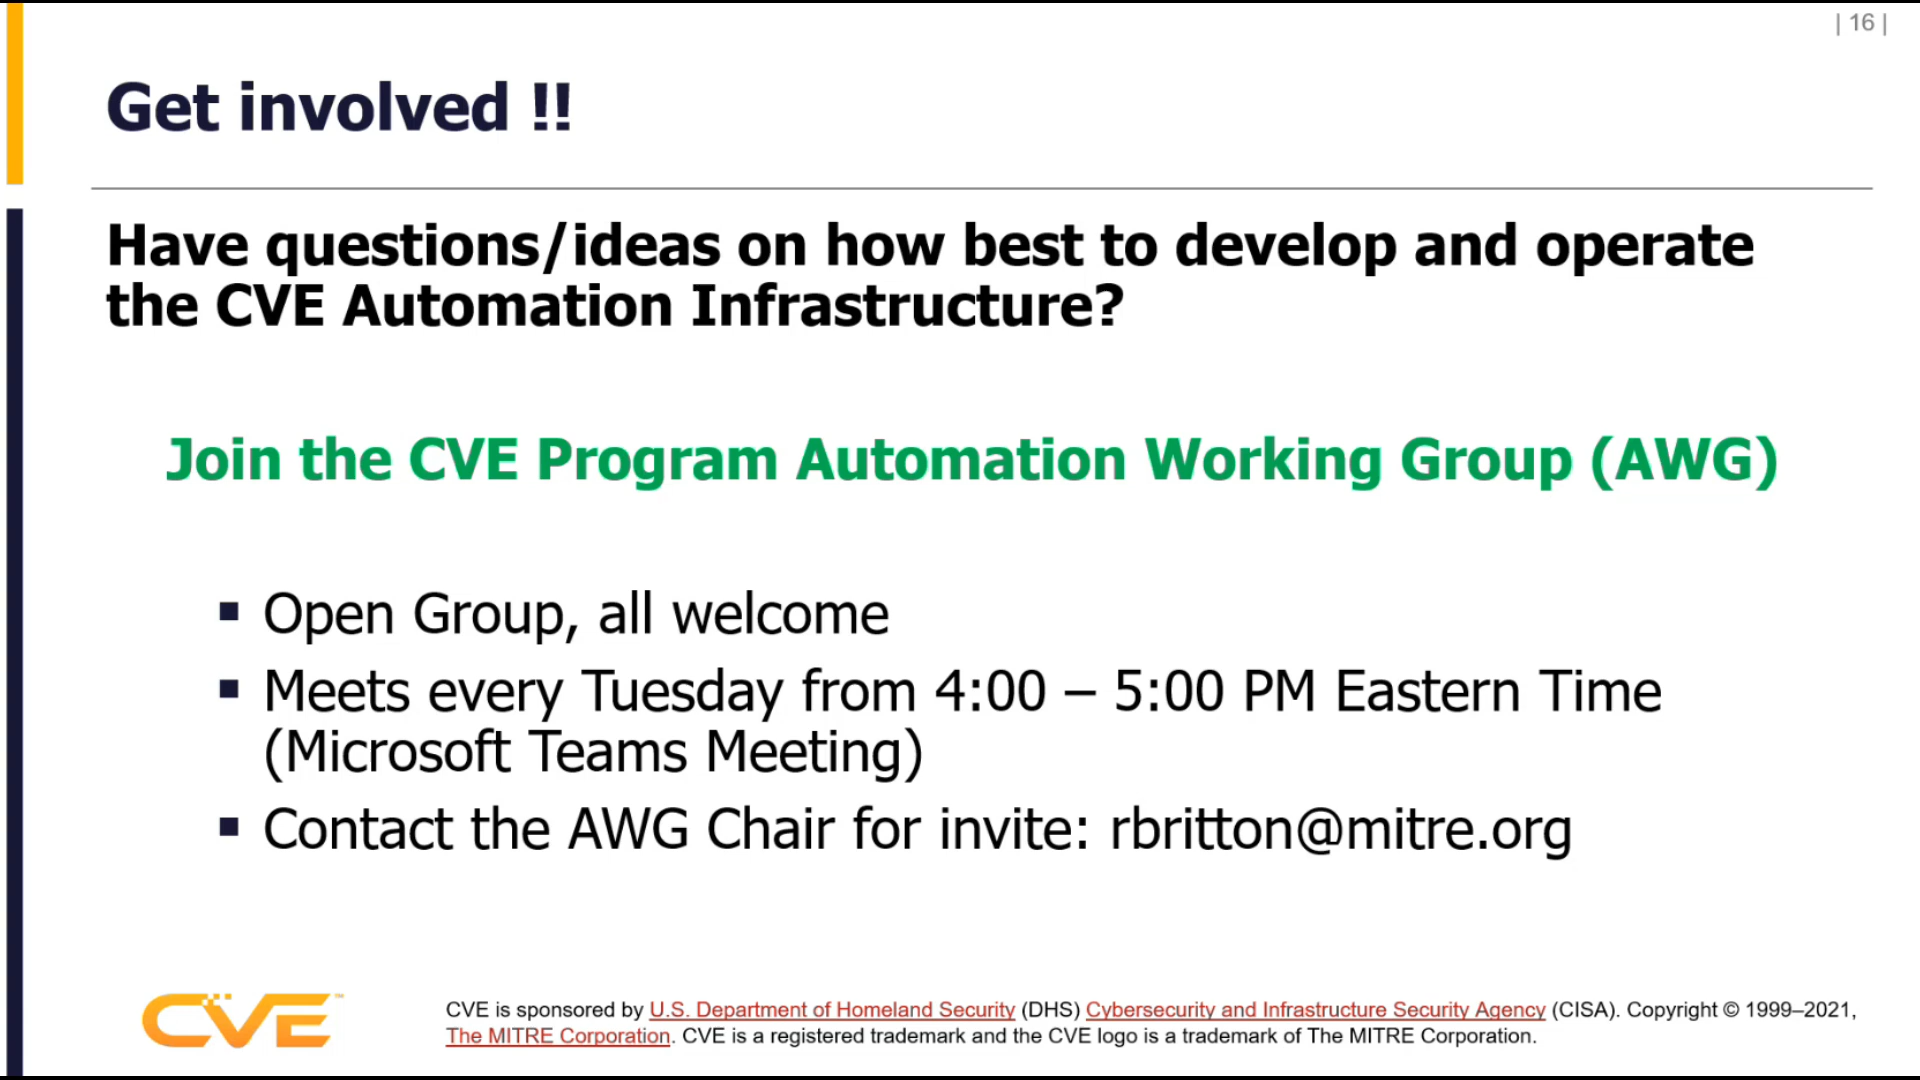 | 16 |
Get involved !!
Have questions/ideas on how best to develop and operate
the CVE Automation Infrastructure?
Join the CVE Program Automation Working Group (AWG)
▪ Open Group, all welcome
▪ Meets every Tuesday from 4:00 – 5:00 PM Eastern Time
(Microsoft Teams Meeting)
▪ Contact the AWG Chair for invite: rbritton@mitre.org
CVE™
CVE is sponsored by U.S. Department of Homeland Security (DHS) Cybersecurity and Infrastructure Security Agency (CISA). Copyright © 1999–2021,
The MITRE Corporation. CVE is a registered trademark and the CVE logo is a trademark of The MITRE Corporation.